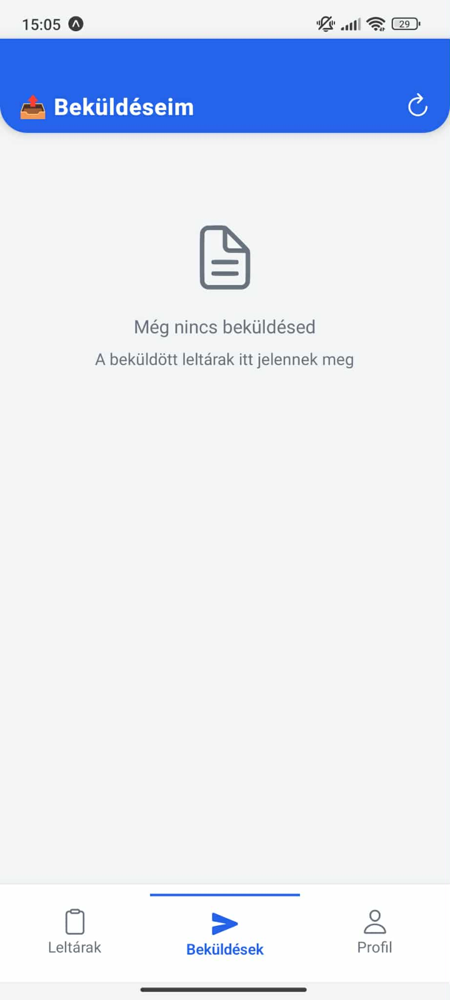 15:05
29
Beküldéseim
Még nincs beküldésed
A beküldött leltárak itt jelennek meg
Leltárak
Beküldések
Profil